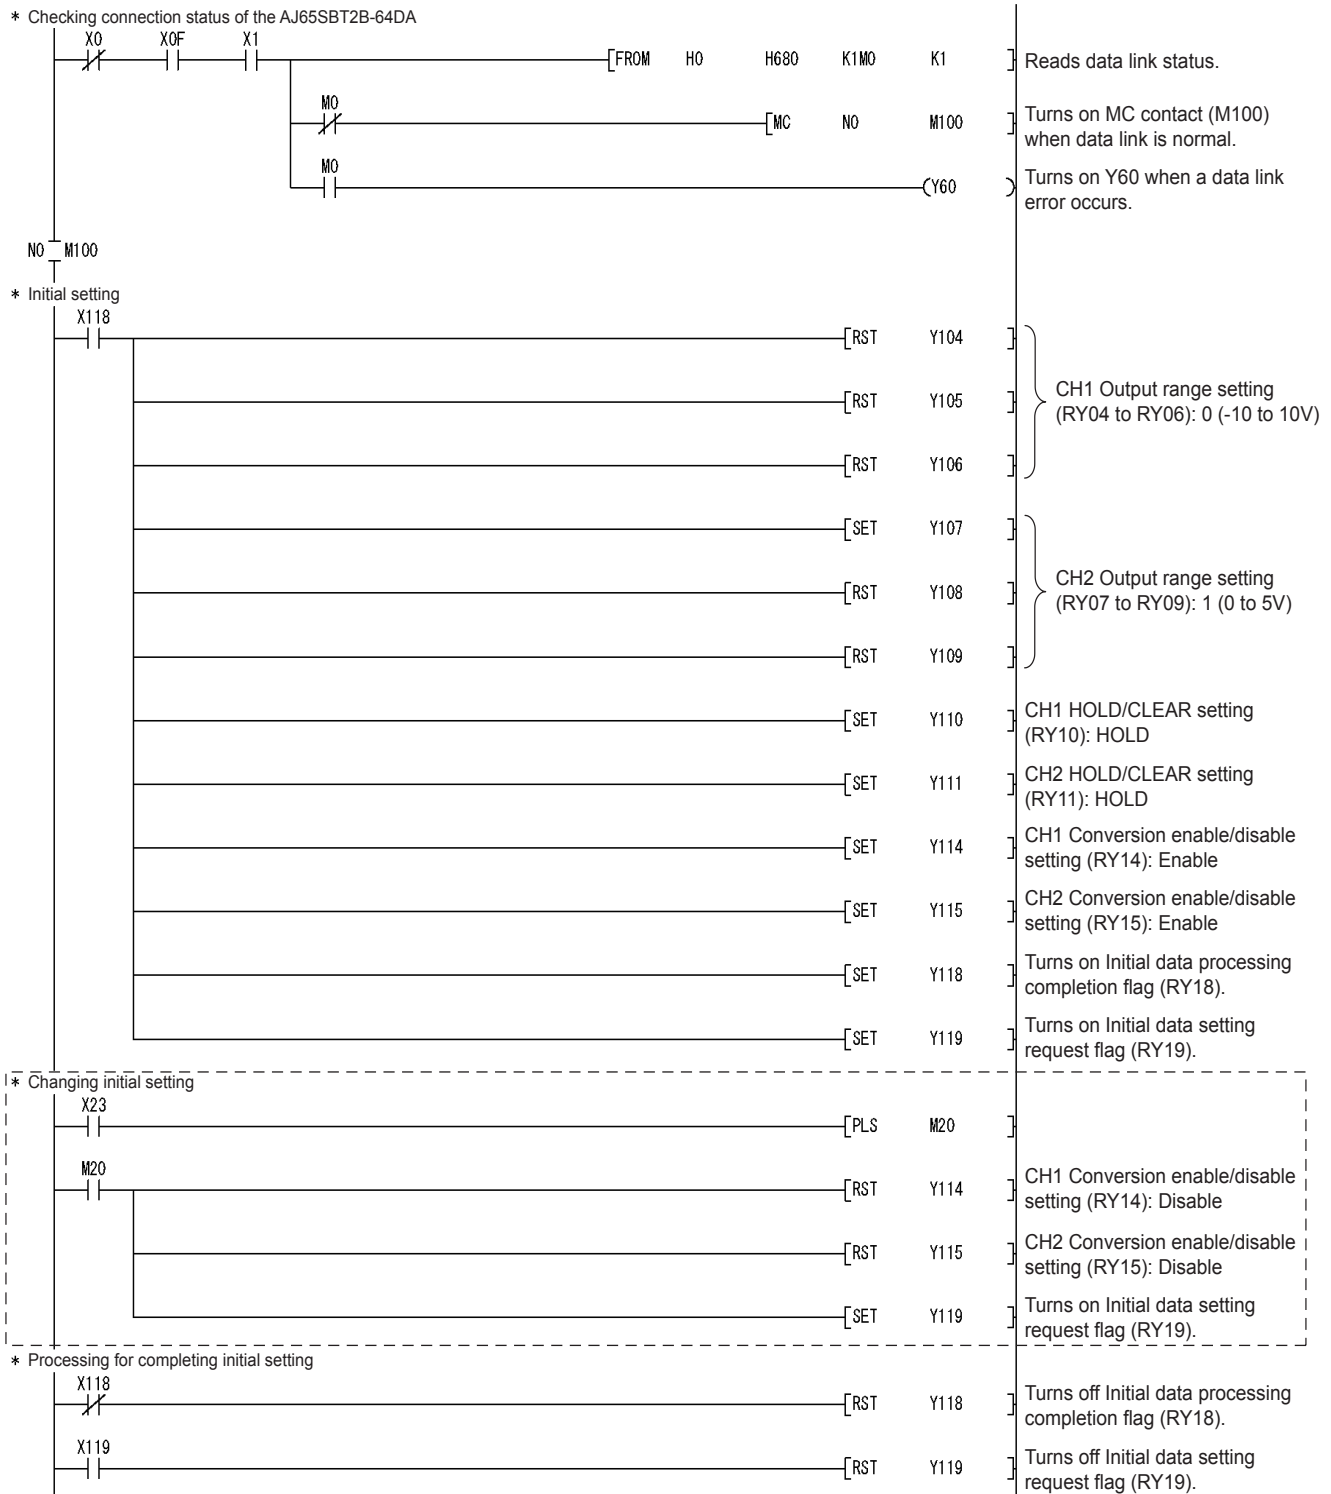 * Checking connection status of the AJ65SBT2B-64DA
X0 X0F X1
[FROM H0 H680 K1M0 K1 ]
Reads data link status.
M0
[MC N0 M100 ]
Turns on MC contact (M100)
when data link is normal.
M0
(Y60 )
Turns on Y60 when a data link
error occurs.
N0 M100
* Initial setting
X118
[RST Y104 ]
[RST Y105 ]
[RST Y106 ]
CH1 Output range setting
(RY04 to RY06): 0 (-10 to 10V)
[SET Y107 ]
[RST Y108 ]
[RST Y109 ]
CH2 Output range setting
(RY07 to RY09): 1 (0 to 5V)
[SET Y110 ]
CH1 HOLD/CLEAR setting
(RY10): HOLD
[SET Y111 ]
CH2 HOLD/CLEAR setting
(RY11): HOLD
[SET Y114 ]
CH1 Conversion enable/disable
setting (RY14): Enable
[SET Y115 ]
CH2 Conversion enable/disable
setting (RY15): Enable
[SET Y118 ]
Turns on Initial data processing
completion flag (RY18).
[SET Y119 ]
Turns on Initial data setting
request flag (RY19).
* Changing initial setting
X23
[PLS M20 ]
M20
[RST Y114 ]
CH1 Conversion enable/disable
setting (RY14): Disable
[RST Y115 ]
CH2 Conversion enable/disable
setting (RY15): Disable
[SET Y119 ]
Turns on Initial data setting
request flag (RY19).
* Processing for completing initial setting
X118
[RST Y118 ]
Turns off Initial data processing
completion flag (RY18).
X119
[RST Y119 ]
Turns off Initial data setting
request flag (RY19).